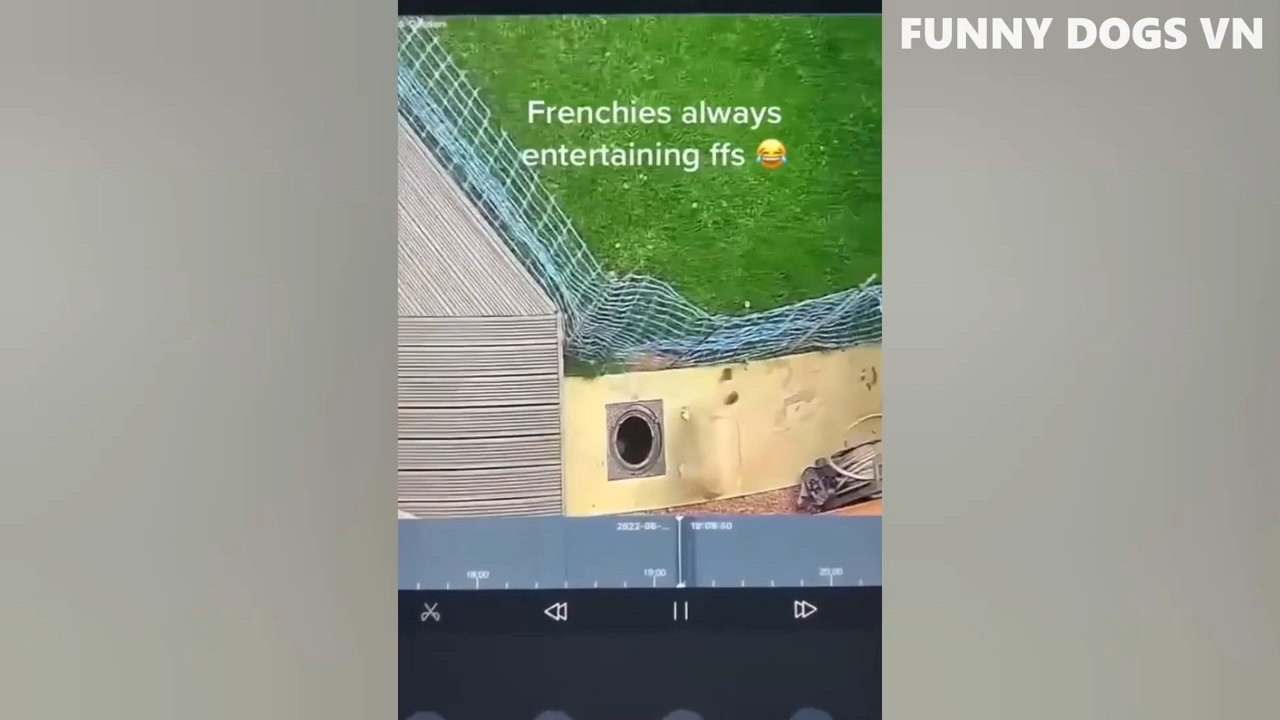 FUNNY DOGS VN
Frenchies always
entertaining ffs 😂
18:00
19:00
20:00